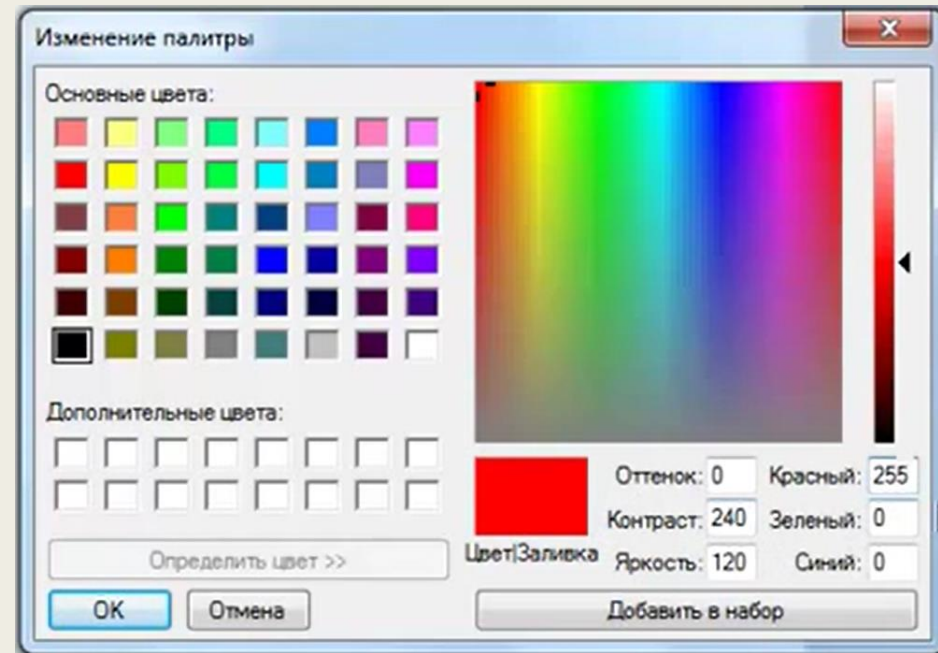 Изменение палитры
Основные цвета:
Дополнительные цвета:
Определить цвет >>
OK
Отмена
Цвет|Заливка
Оттенок: 0
Красный: 255
Контраст: 240
Зеленый: 0
Яркость: 120
Синий: 0
Добавить в набор